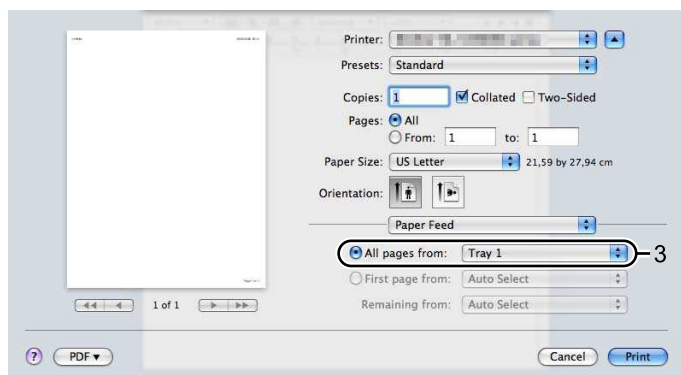 Printer:
Presets: Standard
Copies: 1 Collated Two-Sided
Pages: All
From: 1 to: 1
Paper Size: US Letter 21,59 by 27,94 cm
Orientation:
Paper Feed
All pages from: Tray 1 3
First page from: Auto Select
1 of 1 Remaining from: Auto Select
? PDF Cancel Print